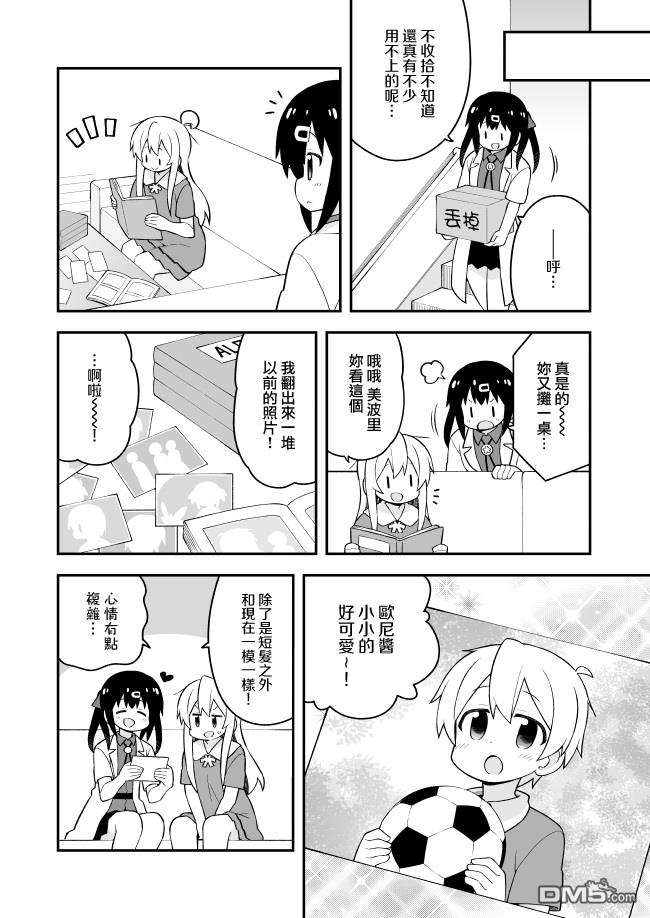 不收拾不知道
還真有不少
用不上的呢…
丟掉
──呼…
真是的~~
妳又攤一桌…
哦哦 美波里
妳看這個
我翻出來一堆
以前的照片！
…啊啦~~~！
歐尼醬
小小的
好可愛~！
除了是短髮之外
和現在一模一樣！
心情有點
複雜…
DM5.com